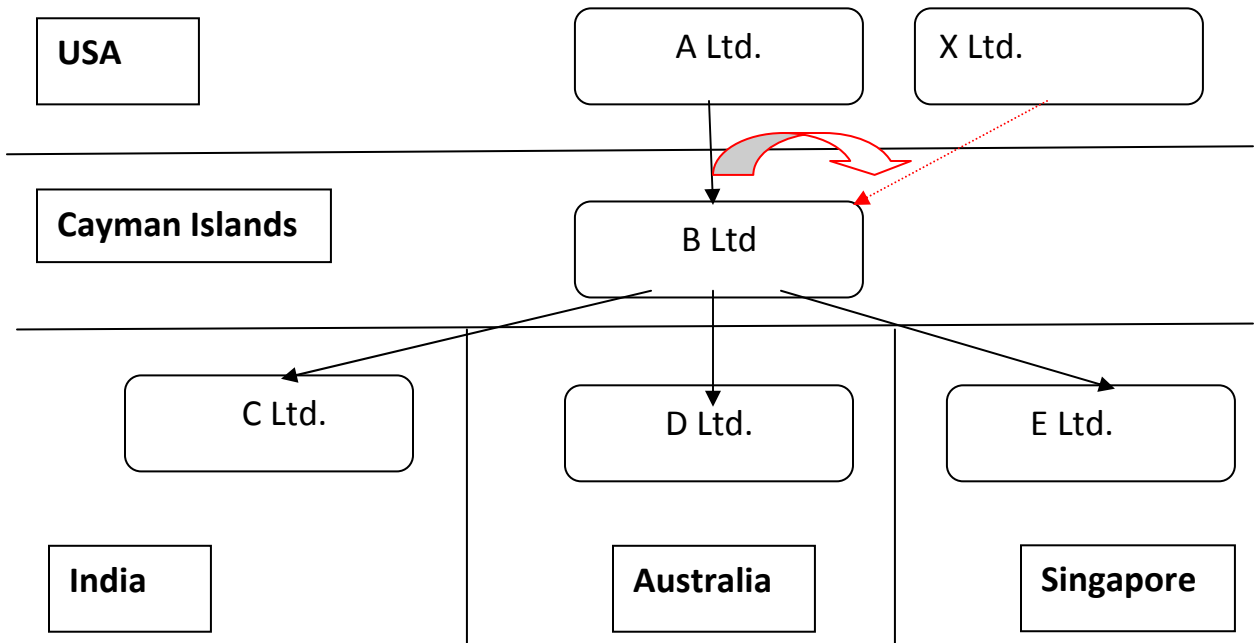 USA
A Ltd.
X Ltd.
Cayman Islands
B Ltd
C Ltd.
D Ltd.
E Ltd.
India
Australia
Singapore